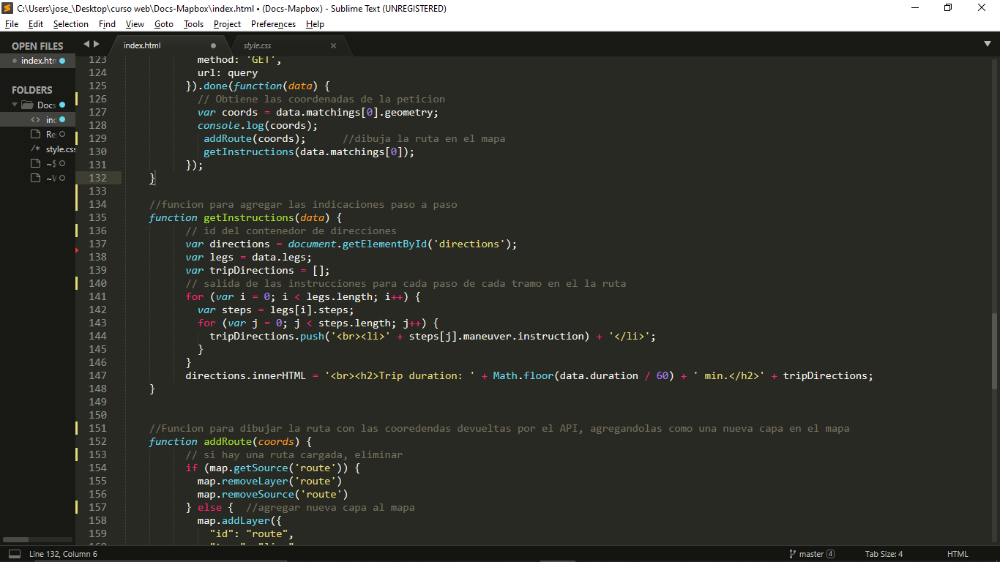 C:\Users\jose_\Desktop\curso web\Docs-Mapbox\index.html • (Docs-Mapbox) - Sublime Text (UNREGISTERED)
File Edit Selection Find View Goto Tools Project Preferences Help
OPEN FILES
index.htm
FOLDERS
Docs
<> in
Re
/* style.css
~$
~V
index.html
style.css
123 method: 'GET',
124 url: query
125 }).done(function(data) {
126 // Obtiene las coordenadas de la peticion
127 var coords = data.matchings[0].geometry;
128 console.log(coords);
129 addRoute(coords); //dibuja la ruta en el mapa
130 getInstructions(data.matchings[0]);
131 });
132 }
133
134 //funcion para agregar las indicaciones paso a paso
135 function getInstructions(data) {
136 // id del contenedor de direcciones
137 var directions = document.getElementById('directions');
138 var legs = data.legs;
139 var tripDirections = [];
140 // salida de las instrucciones para cada paso de cada tramo en el la ruta
141 for (var i = 0; i < legs.length; i++) {
142 var steps = legs[i].steps;
143 for (var j = 0; j < steps.length; j++) {
144 tripDirections.push('<br><li>' + steps[j].maneuver.instruction) + '</li>';
145 }
146 }
147 directions.innerHTML = '<br><h2>Trip duration: ' + Math.floor(data.duration / 60) + ' min.</h2>' + tripDirections;
148 }
149
150
151 //Funcion para dibujar la ruta con las cooredendas devueltas por el API, agregandolas como una nueva capa en el mapa
152 function addRoute(coords) {
153 // si hay una ruta cargada, eliminar
154 if (map.getSource('route')) {
155 map.removeLayer('route')
156 map.removeSource('route')
157 } else { //agregar nueva capa al mapa
158 map.addLayer({
159 "id": "route",
Line 132, Column 6
master 4
Tab Size: 4
HTML